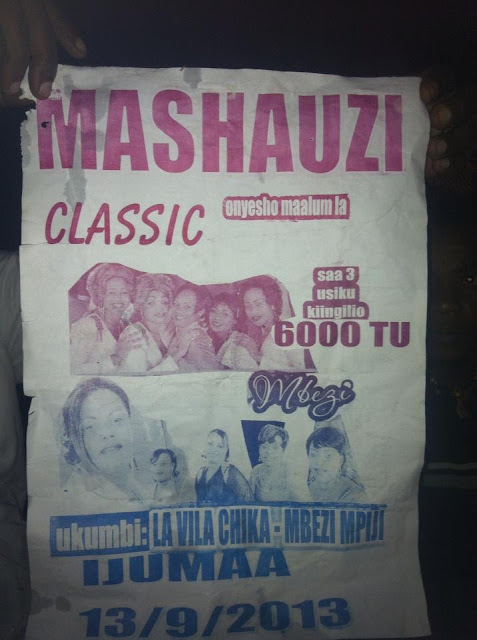 MASHAUZI
CLASSIC
onyesho maalum la
saa 3
usiku
kiingilio
6000 TU
Mbezi
ukumbi: LA VILA CHIKA - MBEZI MPIJI
IJUMAA
13/9/2013